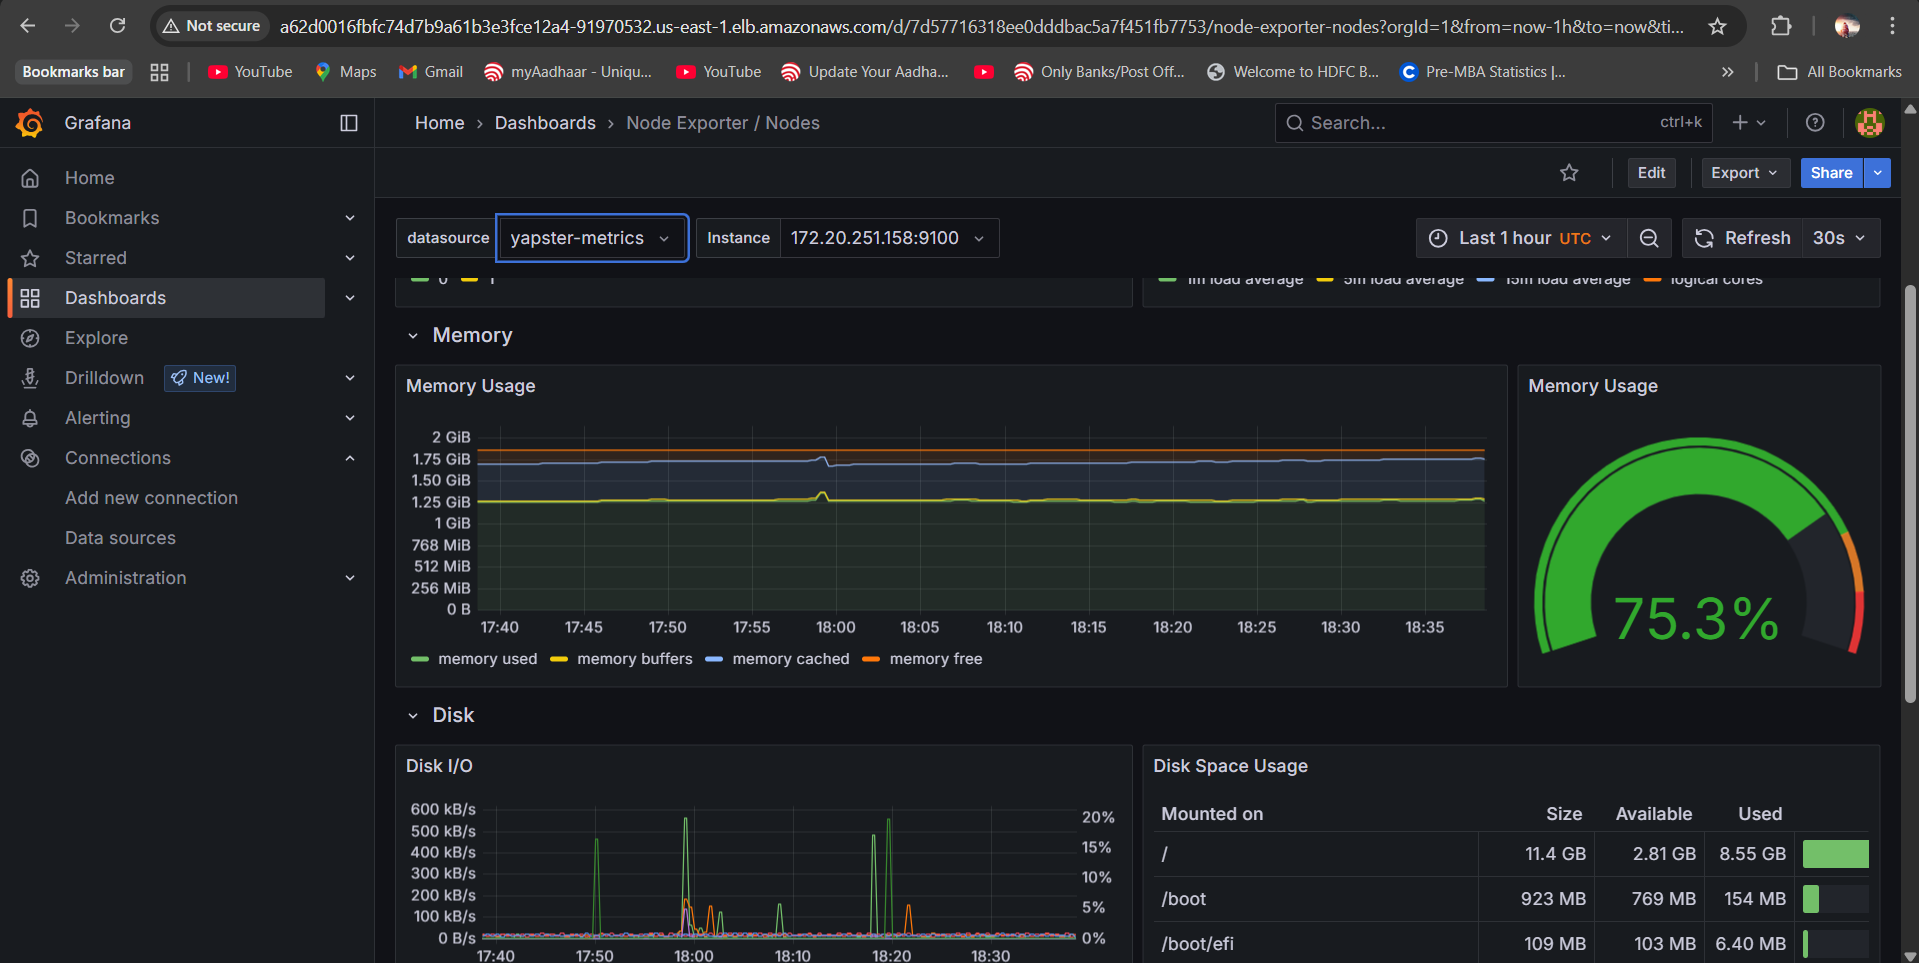 Not secure
a62d0016fbfc74d7b9a61b3e3fce12a4-91970532.us-east-1.elb.amazonaws.com/d/7d57716318ee0dddbac5a7f451fb7753/node-exporter-nodes?orgId=1&from=now-1h&to=now&ti...
Bookmarks bar
YouTube
Maps
Gmail
myAadhaar - Uniqu...
YouTube
Update Your Aadha...
Only Banks/Post Off...
Welcome to HDFC B...
Pre-MBA Statistics |...
All Bookmarks
Grafana
Home › Dashboards › Node Exporter / Nodes
Search...
ctrl+k
Home
Bookmarks
Starred
Dashboards
Explore
Drilldown
New!
Alerting
Connections
Add new connection
Data sources
Administration
Edit
Export
Share
datasource
yapster-metrics
Instance
172.20.251.158:9100
Last 1 hour UTC
Refresh
30s
0 1
1m load average 5m load average 15m load average logical cores
Memory
Memory Usage
2 GiB
1.75 GiB
1.50 GiB
1.25 GiB
1 GiB
768 MiB
512 MiB
256 MiB
0 B
17:40 17:45 17:50 17:55 18:00 18:05 18:10 18:15 18:20 18:25 18:30 18:35
memory used memory buffers memory cached memory free
Memory Usage
75.3%
Disk
Disk I/O
600 kB/s
500 kB/s
400 kB/s
300 kB/s
200 kB/s
100 kB/s
0 B/s
20%
15%
10%
5%
0%
17:40 17:50 18:00 18:10 18:20 18:30
Disk Space Usage
Mounted on Size Available Used
/ 11.4 GB 2.81 GB 8.55 GB
/boot 923 MB 769 MB 154 MB
/boot/efi 109 MB 103 MB 6.40 MB